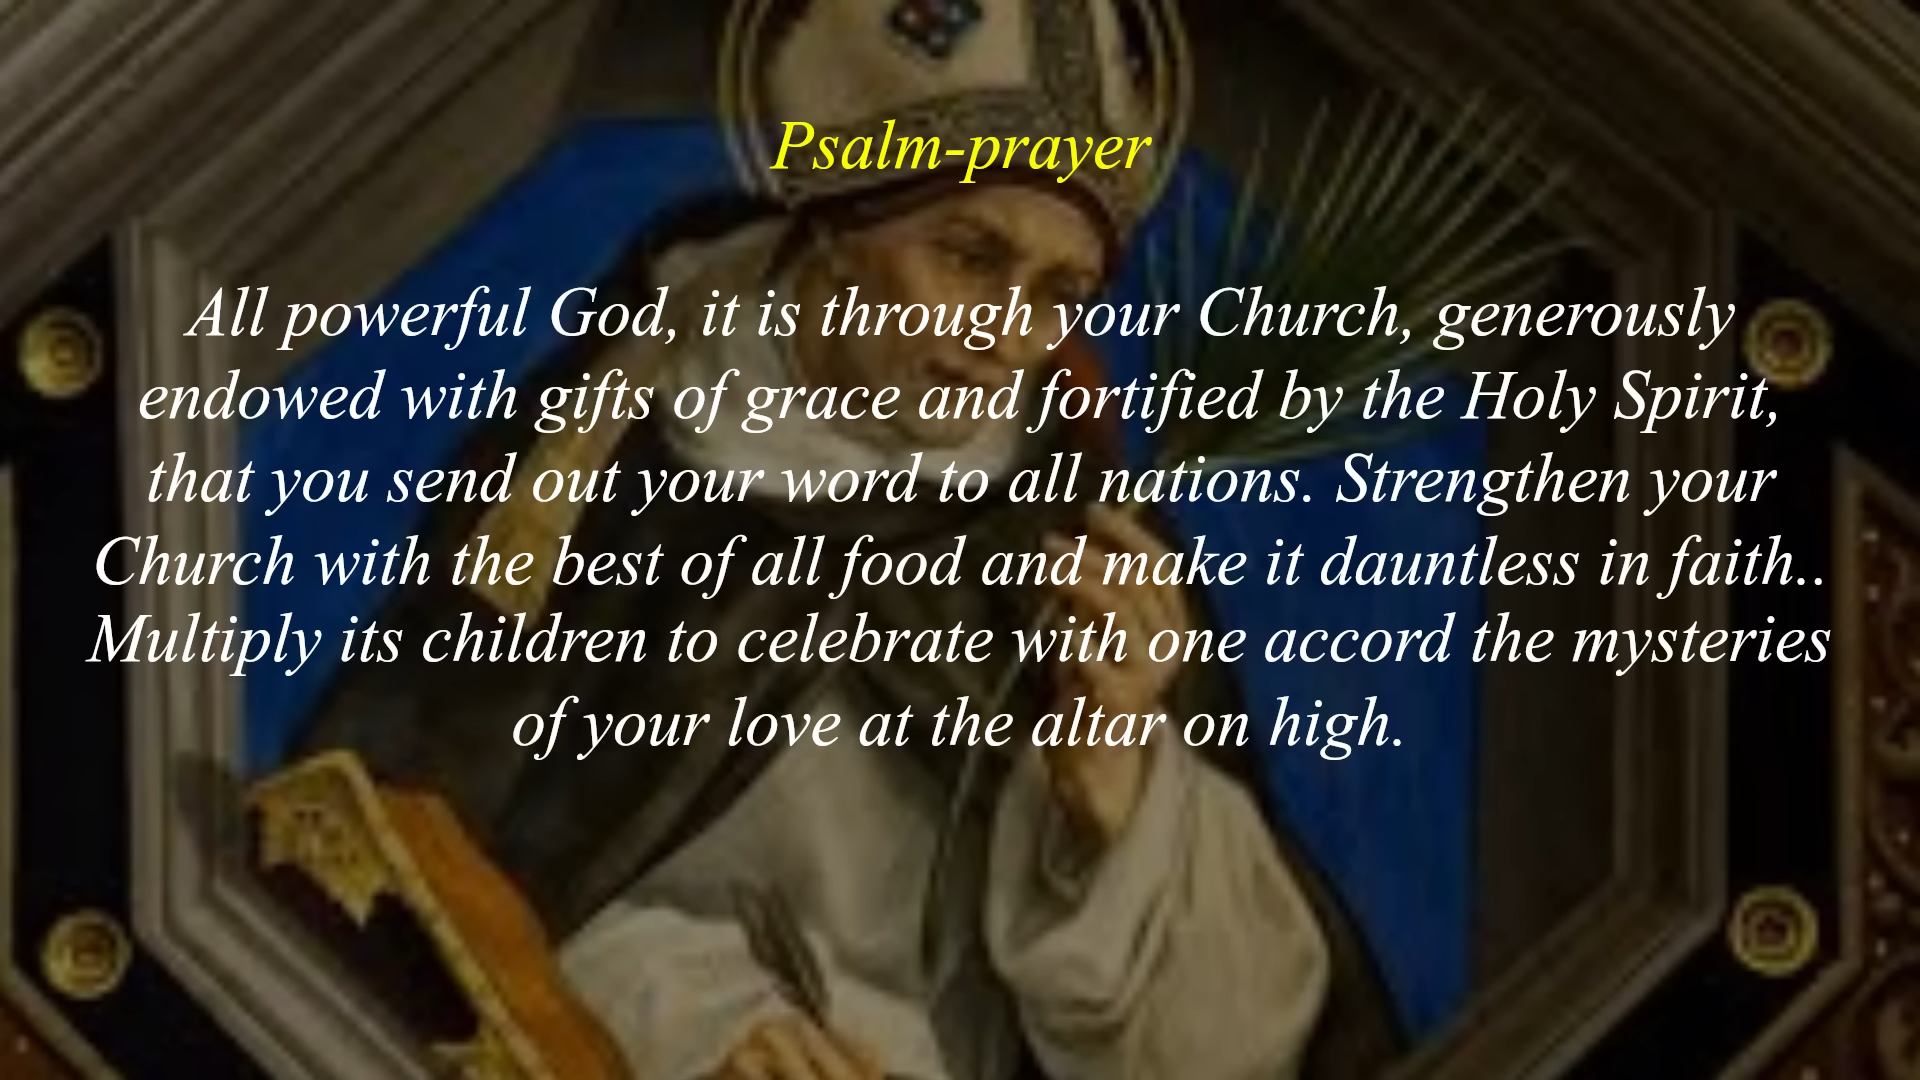 Psalm-prayer
All powerful God, it is through your Church, generously
endowed with gifts of grace and fortified by the Holy Spirit,
that you send out your word to all nations. Strengthen your
Church with the best of all food and make it dauntless in faith..
Multiply its children to celebrate with one accord the mysteries
of your love at the altar on high.